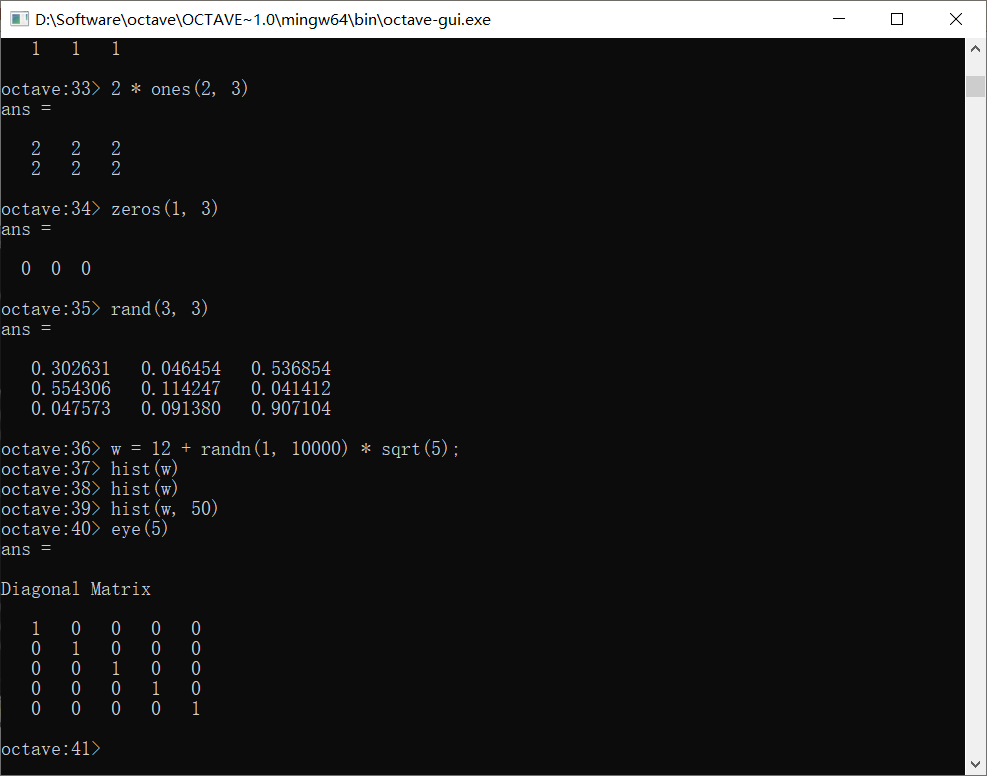 D:\Software\octave\OCTAVE~1.0\mingw64\bin\octave-gui.exe
1 1 1
octave:33> 2 * ones(2, 3)
ans =
2 2 2
2 2 2
octave:34> zeros(1, 3)
ans =
0 0 0
octave:35> rand(3, 3)
ans =
0.302631 0.046454 0.536854
0.554306 0.114247 0.041412
0.047573 0.091380 0.907104
octave:36> w = 12 + randn(1, 10000) * sqrt(5);
octave:37> hist(w)
octave:38> hist(w)
octave:39> hist(w, 50)
octave:40> eye(5)
ans =
Diagonal Matrix
1 0 0 0 0
0 1 0 0 0
0 0 1 0 0
0 0 0 1 0
0 0 0 0 1
octave:41>